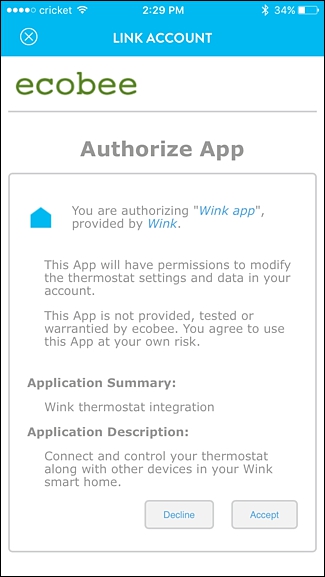 cricket 2:29 PM 34%
LINK ACCOUNT
ecobee
Authorize App
You are authorizing "Wink app",
provided by Wink.
This App will have permissions to modify
the thermostat settings and data in your
account.
This App is not provided, tested or
warrantied by ecobee. You agree to use
this App at your own risk.
Application Summary:
Wink thermostat integration
Application Description:
Connect and control your thermostat
along with other devices in your Wink
smart home.
Decline Accept